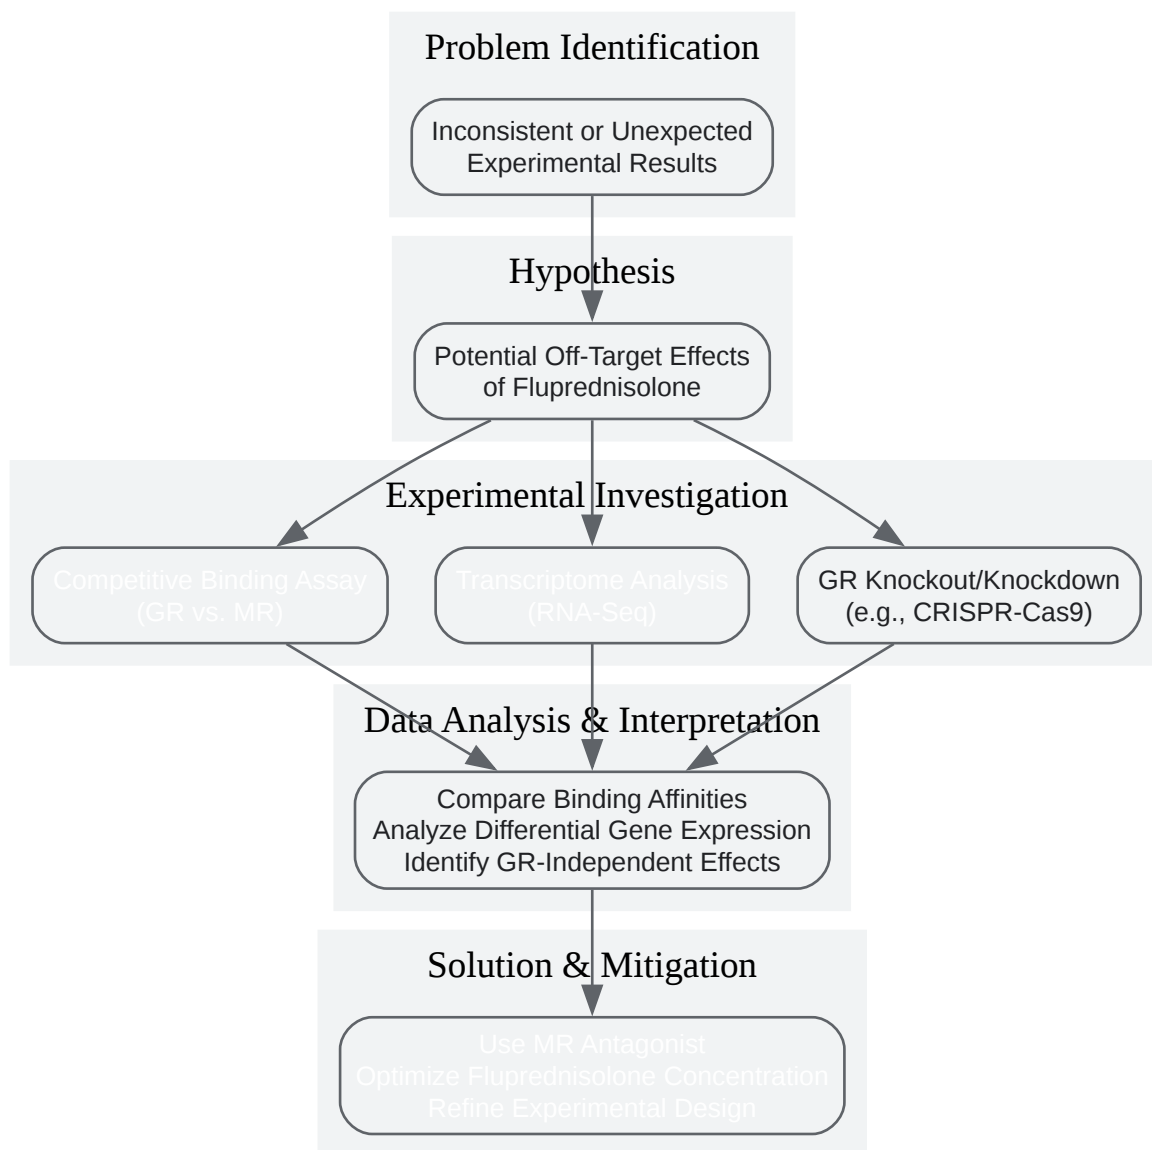 Problem Identification
Inconsistent or Unexpected
Experimental Results
Hypothesis
Potential Off-Target Effects
of Fluprednisolone
Experimental Investigation
Competitive Binding Assay
(GR vs. MR)
Transcriptome Analysis
(RNA-Seq)
GR Knockout/Knockdown
(e.g., CRISPR-Cas9)
Data Analysis & Interpretation
Compare Binding Affinities
Analyze Differential Gene Expression
Identify GR-Independent Effects
Solution & Mitigation
Use MR Antagonist
Optimize Fluprednisolone Concentration
Refine Experimental Design